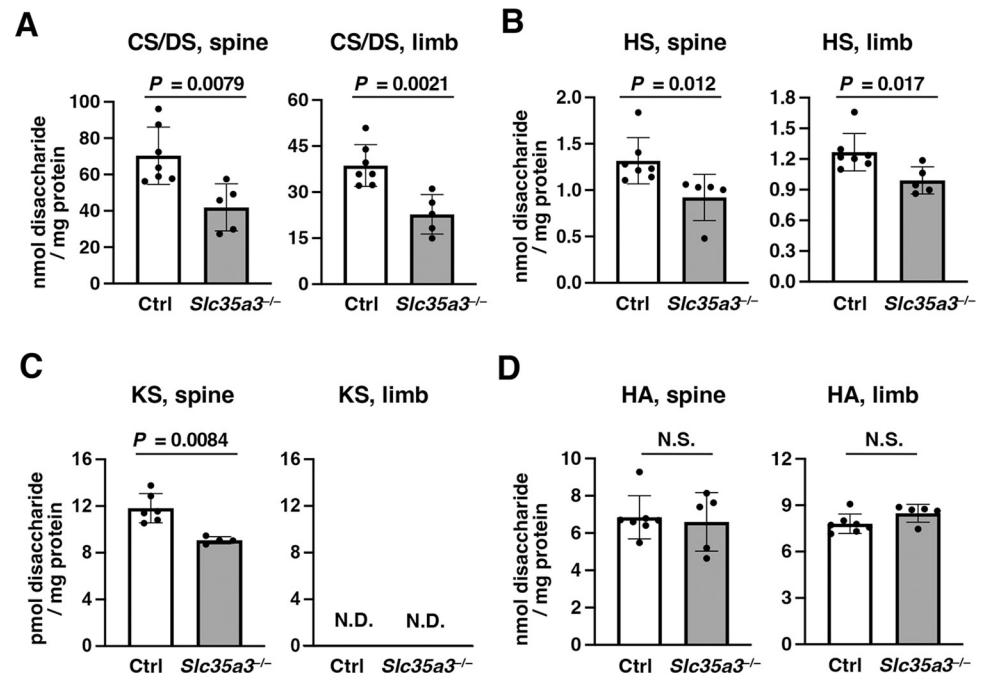 A
CS/DS, spine
P = 0.0079
nmol disaccharide
/ mg protein
100
80
60
40
20
0
Ctrl Slc35a3–/–
CS/DS, limb
P = 0.0021
60
45
30
15
0
Ctrl Slc35a3–/–
B
HS, spine
P = 0.012
nmol disaccharide
/ mg protein
2.0
1.5
1.0
0.5
0.0
Ctrl Slc35a3–/–
HS, limb
P = 0.017
1.8
1.5
1.2
0.9
0.6
0.3
0.0
Ctrl Slc35a3–/–
C
KS, spine
P = 0.0084
pmol disaccharide
/ mg protein
16
12
8
4
0
Ctrl Slc35a3–/–
KS, limb
16
12
8
4
0
N.D. N.D.
Ctrl Slc35a3–/–
D
HA, spine
N.S.
nmol disaccharide
/ mg protein
10
8
6
4
2
0
Ctrl Slc35a3–/–
HA, limb
N.S.
12
9
6
3
0
Ctrl Slc35a3–/–